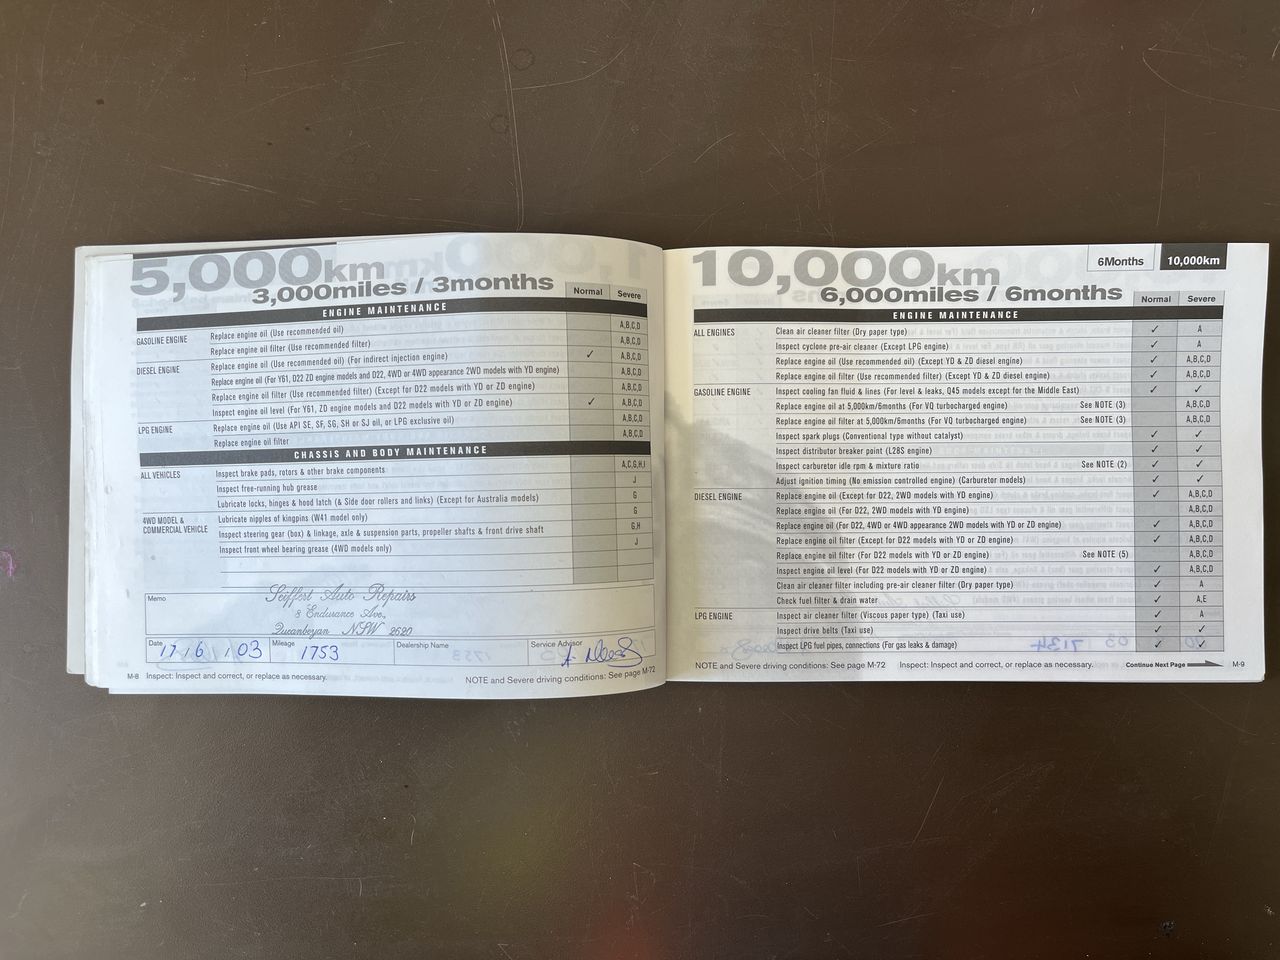 5,000km
3,000miles / 3months
Normal Severe
ENGINE MAINTENANCE
GASOLINE ENGINE Replace engine oil (Use recommended oil) A,B,C,D
Replace engine oil filter (Use recommended filter)
DIESEL ENGINE Replace engine oil (Use recommended oil) (For indirect injection engine) ✓ A,B,C,D
Replace engine oil (For Y61, D22 ZD engine models and D22, 4WD or 4WD appearance 2WD models with YD engine) A,B,C,D
Replace engine oil filter (Use recommended filter) (Except for D22 models with YD or ZD engine) A,B,C,D
Inspect engine oil level (For Y61, ZD engine models and D22 models with YD or ZD engine) ✓ A,B,C,D
LPG ENGINE Replace engine oil (Use API SE, SF, SG, SH or SJ oil, or LPG exclusive oil) A,B,C,D
Replace engine oil filter A,B,C,D
CHASSIS AND BODY MAINTENANCE
ALL VEHICLES Inspect brake pads, rotors & other brake components A,C,G,H,I
Inspect free-running hub grease J
Lubricate locks, hinges & hood latch (& Side door rollers and links) (Except for Australia models) G
4WD MODEL & COMMERCIAL VEHICLE Lubricate nipples of kingpins (W41 model only) G
Inspect steering gear (box) & linkage, axle & suspension parts, propeller shafts & front drive shaft G,H
Inspect front wheel bearing grease (4WD models only) J
Memo
Seiffert Auto Repairs
8 Endurance Ave,
Queanbeyan NSW 2620
Date 17 / 6 / 03 Mileage 1753 Dealership Name Service Advisor
M-8 Inspect: Inspect and correct, or replace as necessary. NOTE and Severe driving conditions: See page M-72
10,000km
6,000miles / 6months
6Months 10,000km
Normal Severe
ENGINE MAINTENANCE
ALL ENGINES Clean air cleaner filter (Dry paper type) ✓ A
Inspect cyclone pre-air cleaner (Except LPG engine) ✓ A
Replace engine oil (Use recommended oil) (Except YD & ZD diesel engine) ✓ A,B,C,D
Replace engine oil filter (Use recommended filter) (Except YD & ZD diesel engine) ✓ A,B,C,D
GASOLINE ENGINE Inspect cooling fan fluid & lines (For level & leaks, Q45 models except for the Middle East) ✓ ✓
Replace engine oil at 5,000km/6months (For VQ turbocharged engine) See NOTE (3) A,B,C,D
Replace engine oil filter at 5,000km/6months (For VQ turbocharged engine) See NOTE (3) A,B,C,D
Inspect spark plugs (Conventional type without catalyst) ✓ ✓
Inspect distributor breaker point (L28S engine) ✓ ✓
Inspect carburetor idle rpm & mixture ratio See NOTE (2) ✓ ✓
Adjust ignition timing (No emission controlled engine) (Carburetor models) ✓ ✓
DIESEL ENGINE Replace engine oil (Except for D22, 2WD models with YD engine) ✓ A,B,C,D
Replace engine oil (For D22, 2WD models with YD engine) A,B,C,D
Replace engine oil (For D22, 4WD or 4WD appearance 2WD models with YD or ZD engine) ✓ A,B,C,D
Replace engine oil filter (Except for D22 models with YD or ZD engine) ✓ A,B,C,D
Replace engine oil filter (For D22 models with YD or ZD engine) See NOTE (5) A,B,C,D
Inspect engine oil level (For D22 models with YD or ZD engine) ✓ A,B,C,D
Clean air cleaner filter including pre-air cleaner filter (Dry paper type) ✓ A
Check fuel filter & drain water ✓ A,E
LPG ENGINE Inspect air cleaner filter (Viscous paper type) (Taxi use) ✓ A
Inspect drive belts (Taxi use) ✓ ✓
Inspect LPG fuel pipes, connections (For gas leaks & damage) ✓ ✓
NOTE and Severe driving conditions: See page M-72 Inspect: Inspect and correct, or replace as necessary. Continue Next Page M-9